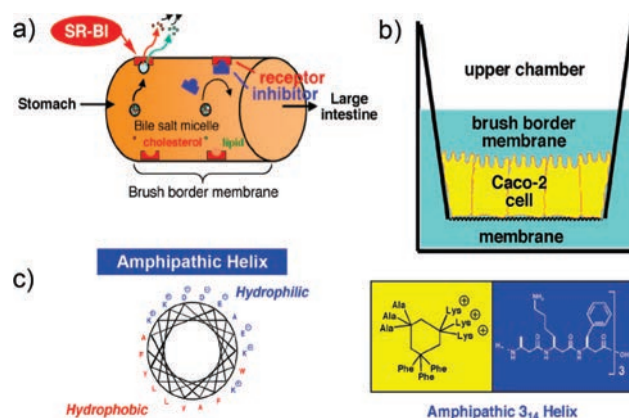 a)
SR-BI
receptor
inhibitor
Stomach
Large
intestine
Bile salt micelle
cholesterol
lipid
Brush border membrane
b)
upper chamber
brush border
membrane
Caco-2
cell
membrane
c)
Amphipathic Helix
Hydrophilic
Hydrophobic
Ala
Ala
Ala
Lys
Lys
Lys
Phe
Phe
Phe
NH₂
H
O
O
O
OH
3
Amphipathic 3₁₄ Helix